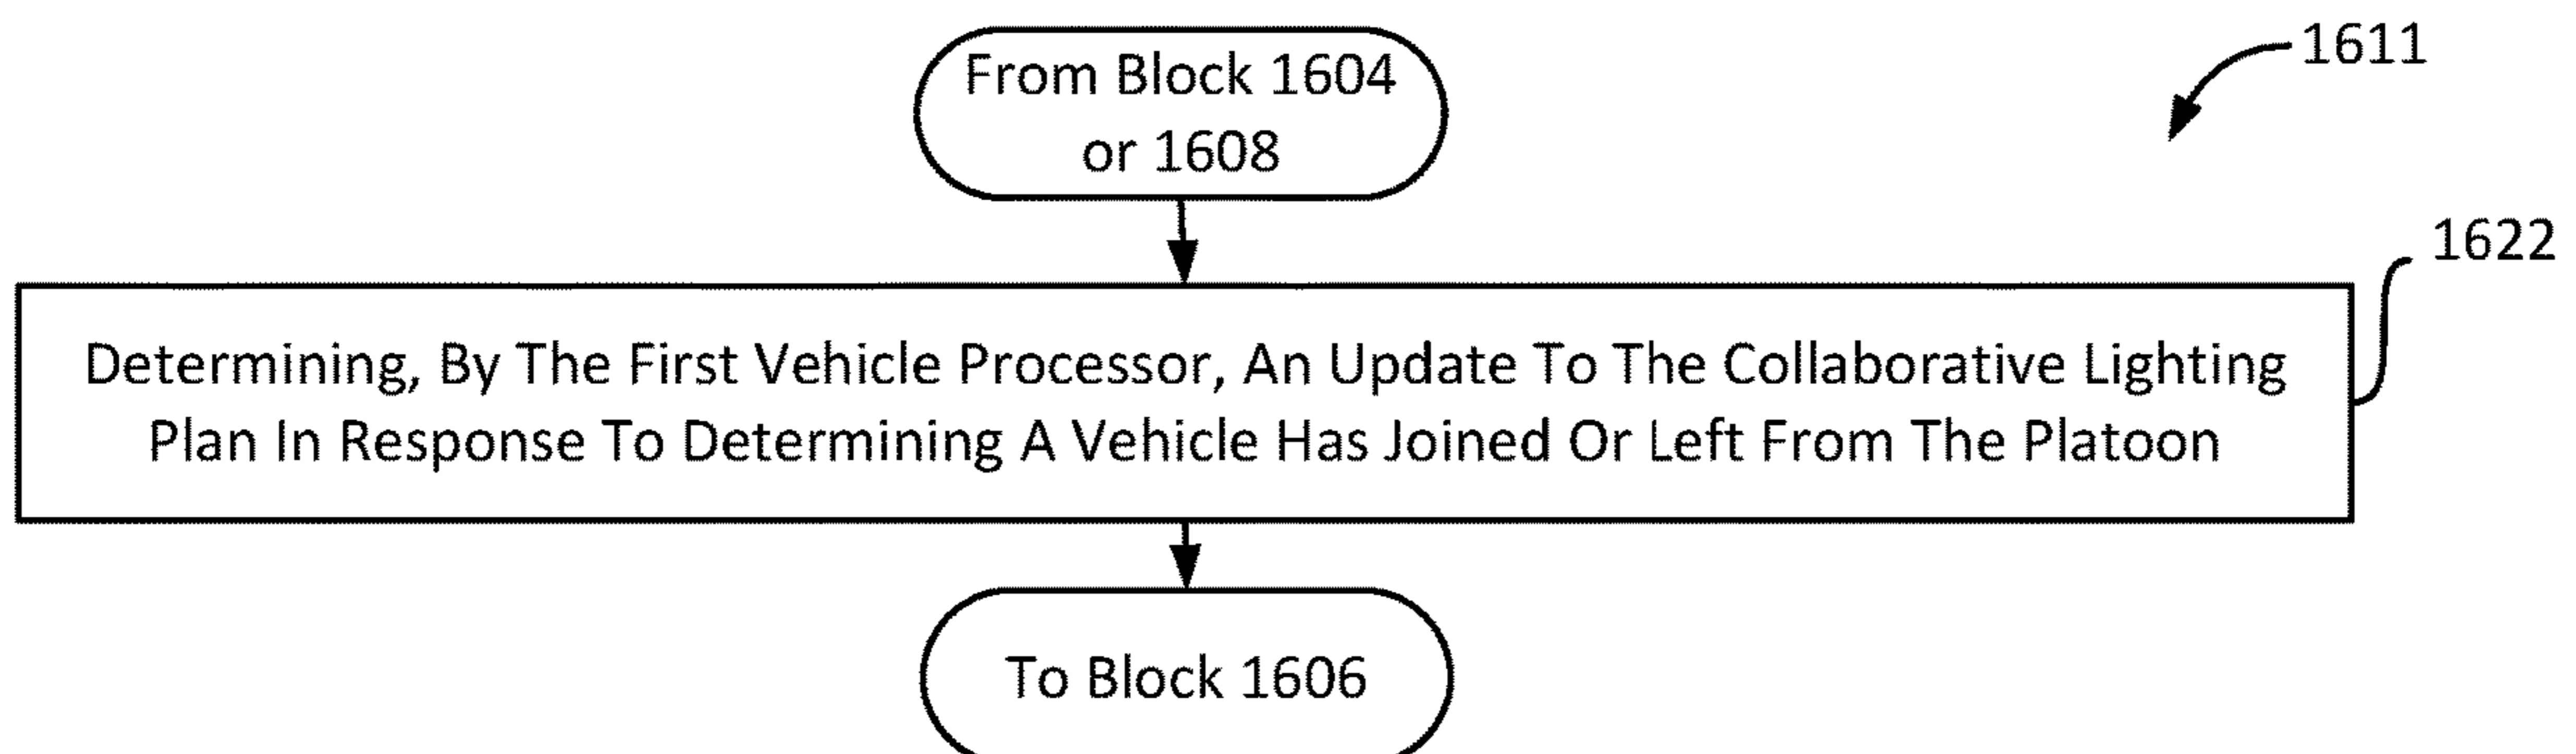 From Block 1604
or 1608
1611
1622
Determining, By The First Vehicle Processor, An Update To The Collaborative Lighting
Plan In Response To Determining A Vehicle Has Joined Or Left From The Platoon
To Block 1606